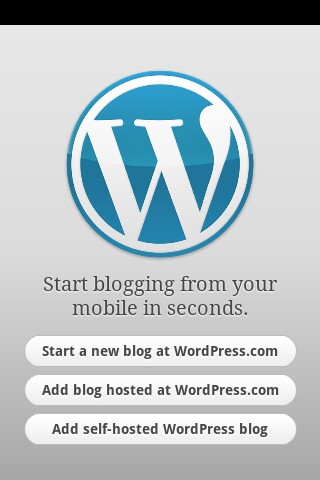 W
Start blogging from your
mobile in seconds.
Start a new blog at WordPress.com
Add blog hosted at WordPress.com
Add self-hosted WordPress blog